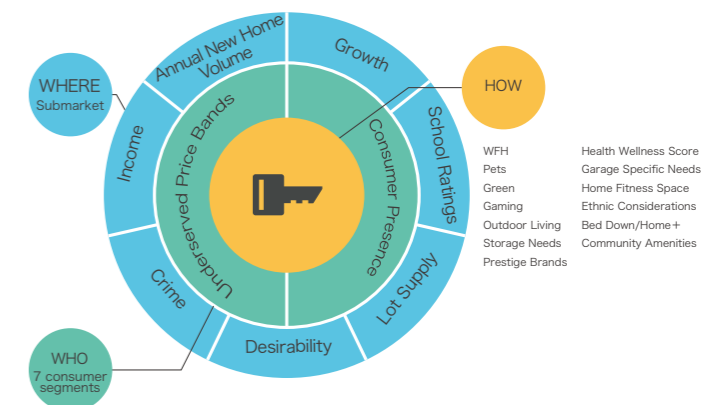 WHERE
Submarket
Annual New Home
Volume
Growth
School Ratings
Lot Supply
Desirability
Crime
Income
Underserved Price Bands
Consumer Presence
WHO
7 consumer
segments
HOW
WFH
Pets
Green
Gaming
Outdoor Living
Storage Needs
Prestige Brands
Health Wellness Score
Garage Specific Needs
Home Fitness Space
Ethnic Considerations
Bed Down/Home+
Community Amenities